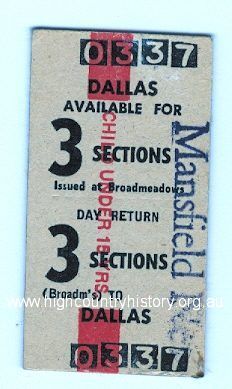 0337
DALLAS
AVAILABLE FOR
3 SECTIONS
Issued at Broadmeadows
DAY RETURN
3 SECTIONS
(Broadm's) TO
DALLAS
0337
CHILD UNDER 16 YRS.
Mansfield
www.highcountryhistory.org.au